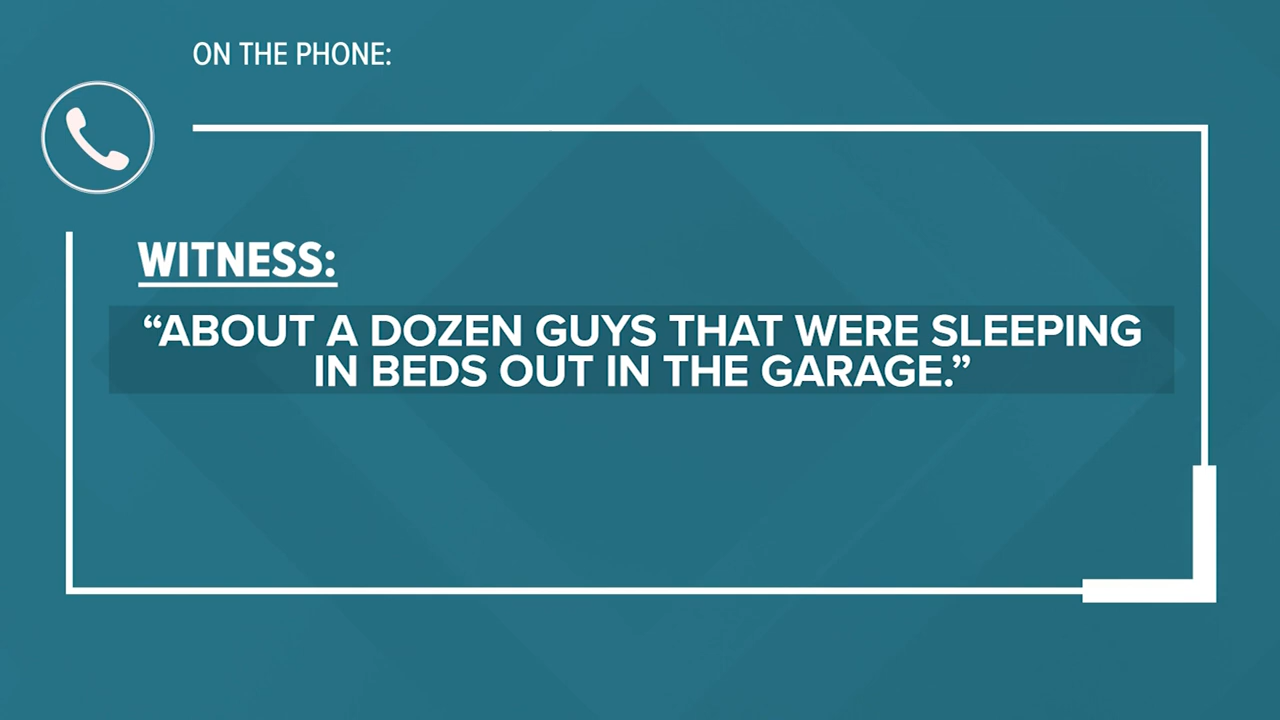 ON THE PHONE:
WITNESS:
“ABOUT A DOZEN GUYS THAT WERE SLEEPING
IN BEDS OUT IN THE GARAGE.”